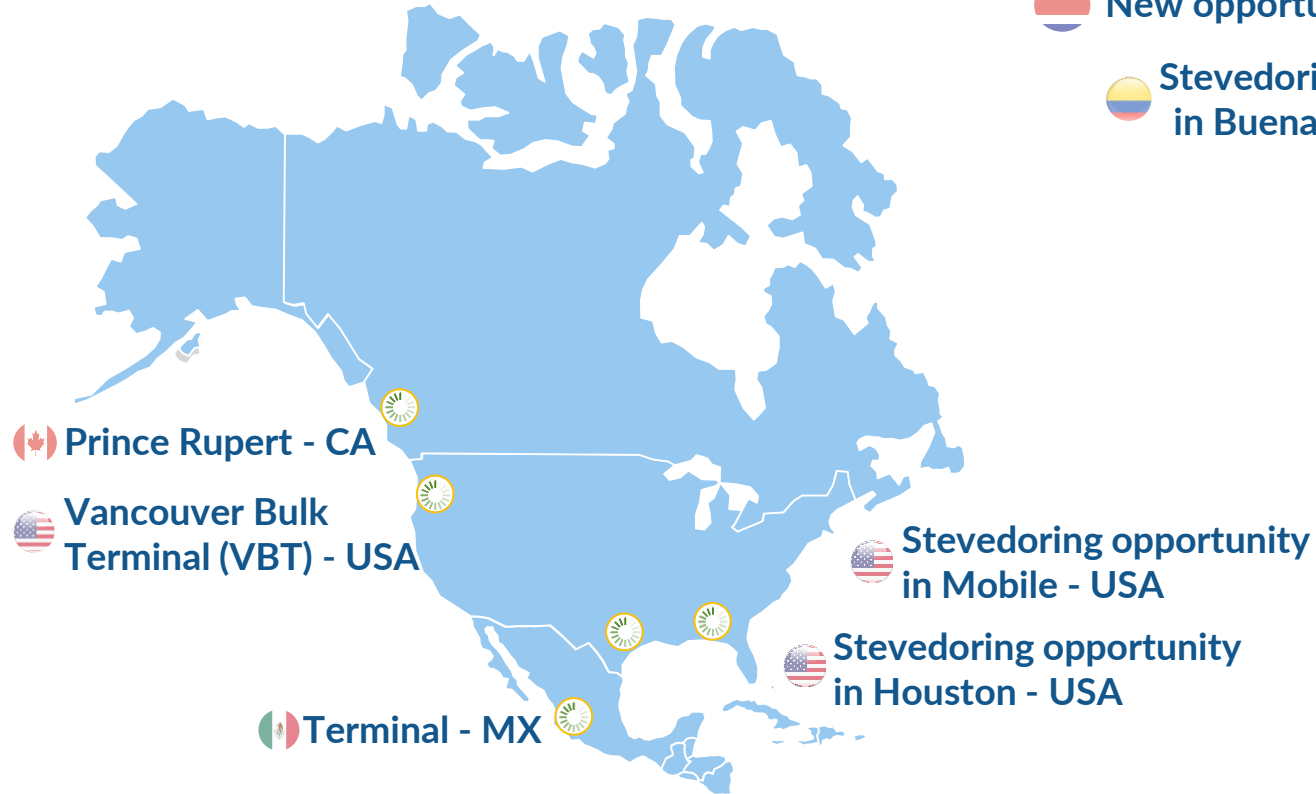 New
Stevedori
in Buena
Prince Rupert - CA
Vancouver Bulk
Terminal (VBT) - USA
Stevedoring opportunity
in Mobile - USA
Stevedoring opportunity
in Houston - USA
Terminal - MX